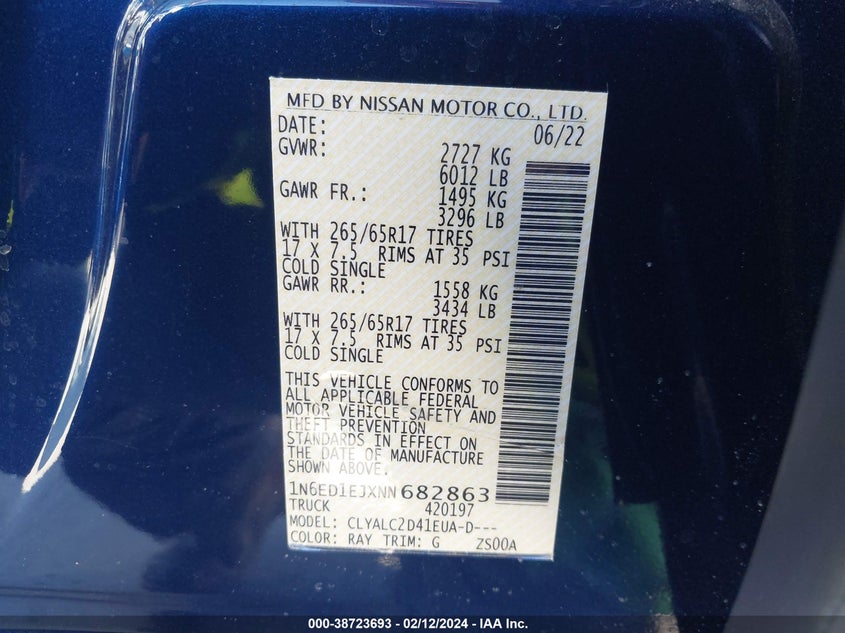 MFD BY NISSAN MOTOR CO., LTD.
DATE: 06/22
GVWR: 2727 KG
6012 LB
GAWR FR.: 1495 KG
3296 LB
WITH 265/65R17 TIRES
17 X 7.5 RIMS AT 35 PSI
COLD SINGLE
GAWR RR.: 1558 KG
3434 LB
WITH 265/65R17 TIRES
17 X 7.5 RIMS AT 35 PSI
COLD SINGLE
THIS VEHICLE CONFORMS TO
ALL APPLICABLE FEDERAL
MOTOR VEHICLE SAFETY AND
THEFT PREVENTION
STANDARDS IN EFFECT ON
THE DATE OF MANUFACTURE
SHOWN ABOVE.
1N6ED1EJXNN682863
TRUCK 420197
MODEL: CLYALC2D41EUA-D---
COLOR: RAY TRIM: G ZS00A
000-38723693 - 02/12/2024 - IAA Inc.